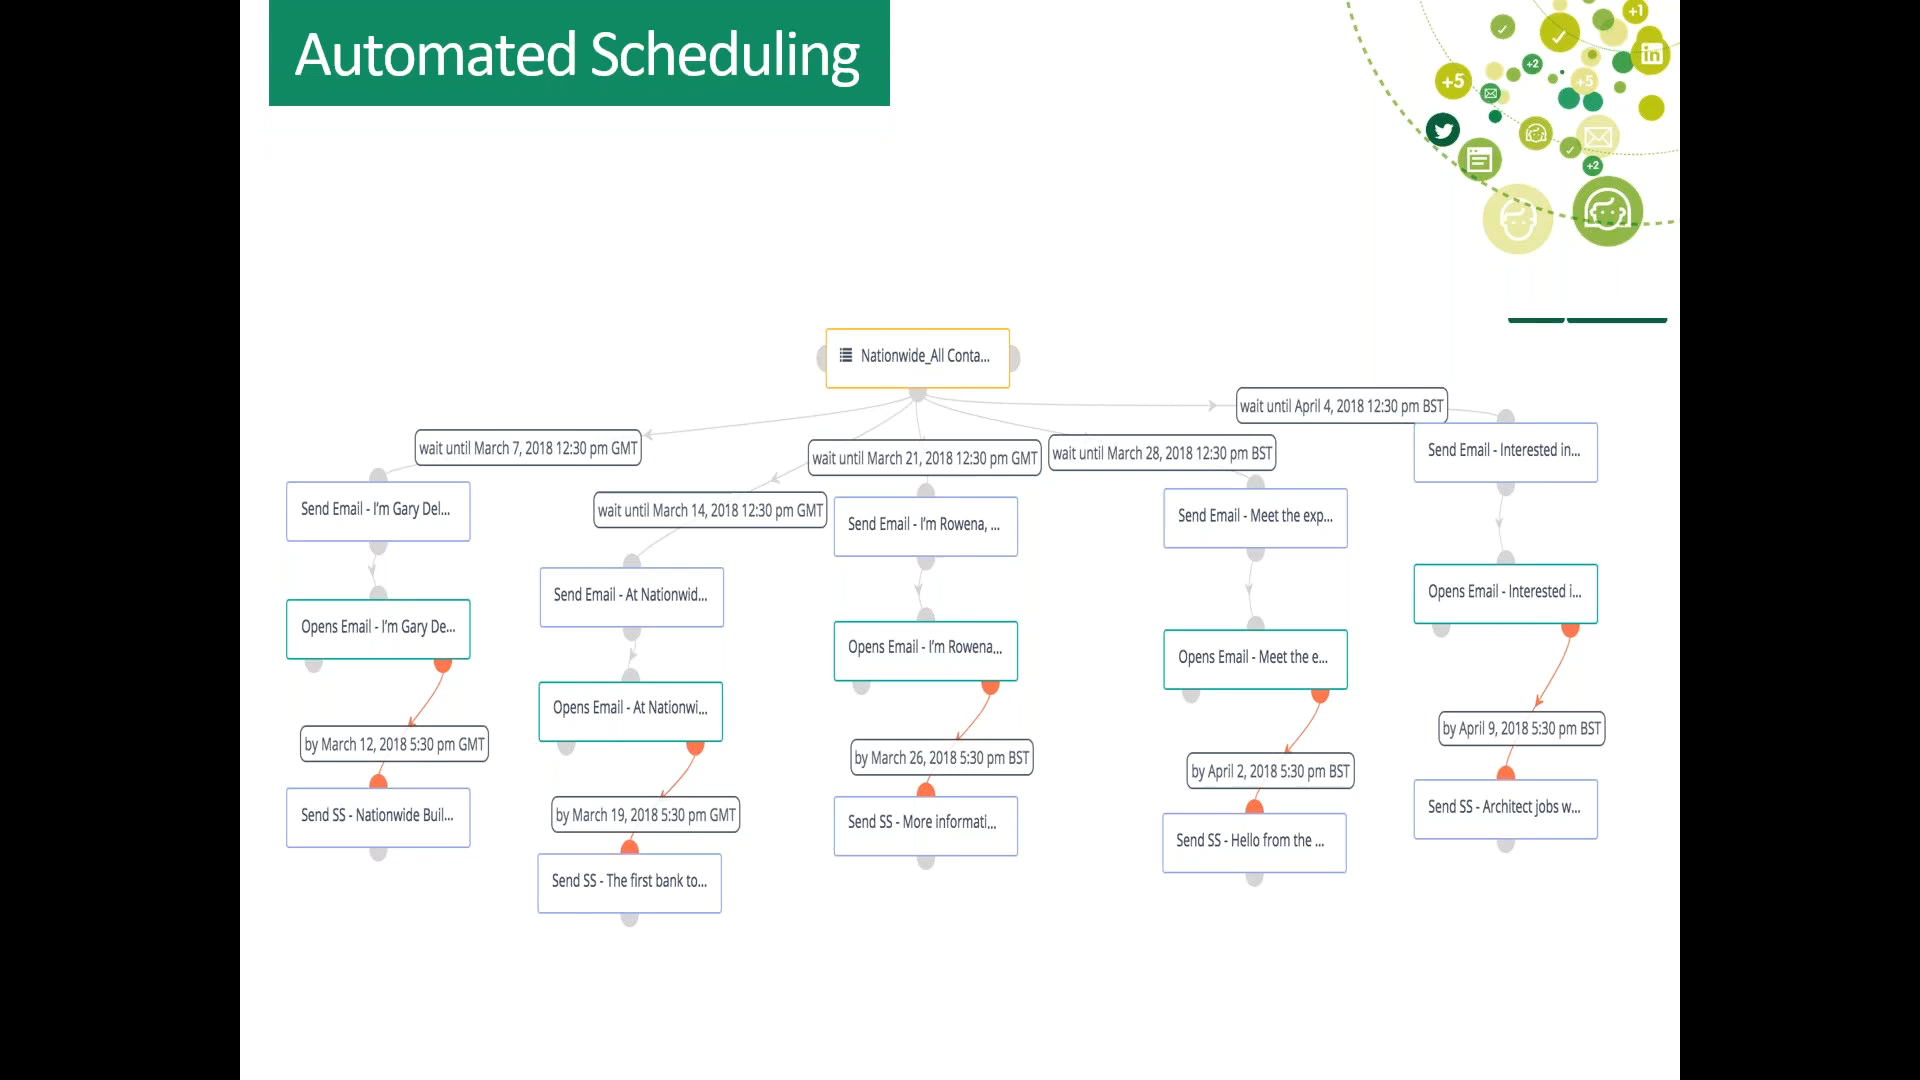 Automated Scheduling
+1
+2
+5
+5
+2
Nationwide_All Conta...
wait until April 4, 2018 12:30 pm BST
wait until March 7, 2018 12:30 pm GMT
wait until March 21, 2018 12:30 pm GMT
wait until March 28, 2018 12:30 pm BST
Send Email - Interested in...
Send Email - I'm Gary Del...
wait until March 14, 2018 12:30 pm GMT
Send Email - I'm Rowena, ...
Send Email - Meet the exp...
Send Email - At Nationwid...
Opens Email - Interested i...
Opens Email - I'm Gary De...
Opens Email - I'm Rowena...
Opens Email - Meet the e...
Opens Email - At Nationwi...
by March 12, 2018 5:30 pm GMT
by March 26, 2018 5:30 pm BST
by April 2, 2018 5:30 pm BST
by April 9, 2018 5:30 pm BST
Send SS - Nationwide Buil...
by March 19, 2018 5:30 pm GMT
Send SS - More informati...
Send SS - Hello from the ...
Send SS - Architect jobs w...
Send SS - The first bank to...